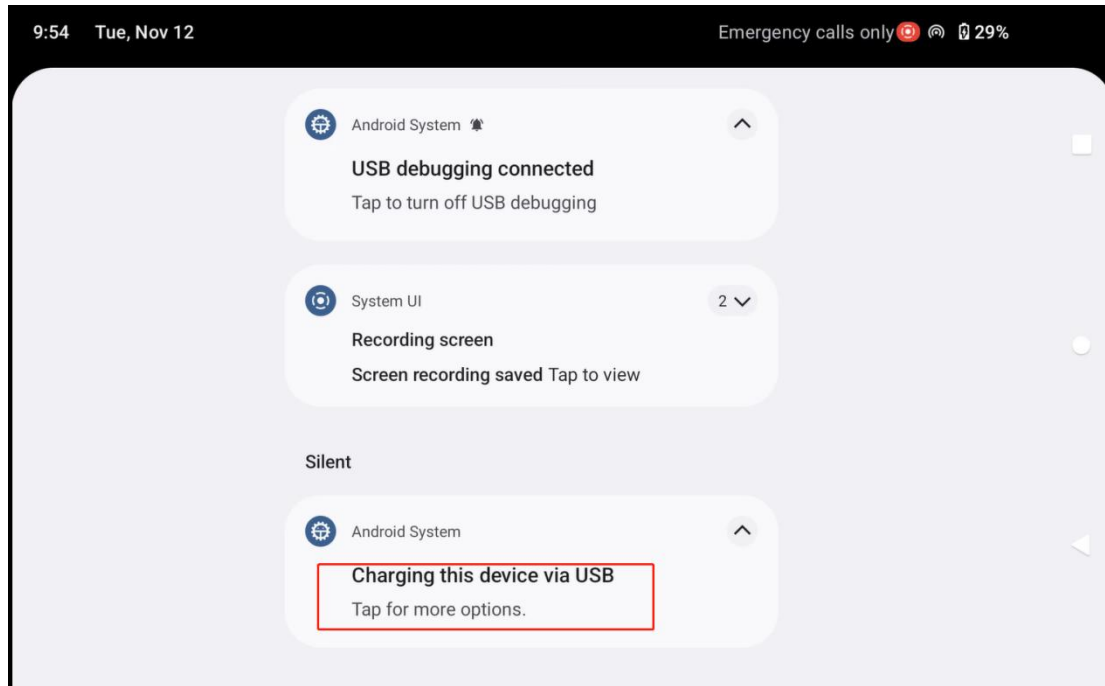 9:54 Tue, Nov 12 Emergency calls only 29%
Android System
USB debugging connected
Tap to turn off USB debugging
System UI 2
Recording screen
Screen recording saved Tap to view
Silent
Android System
Charging this device via USB
Tap for more options.